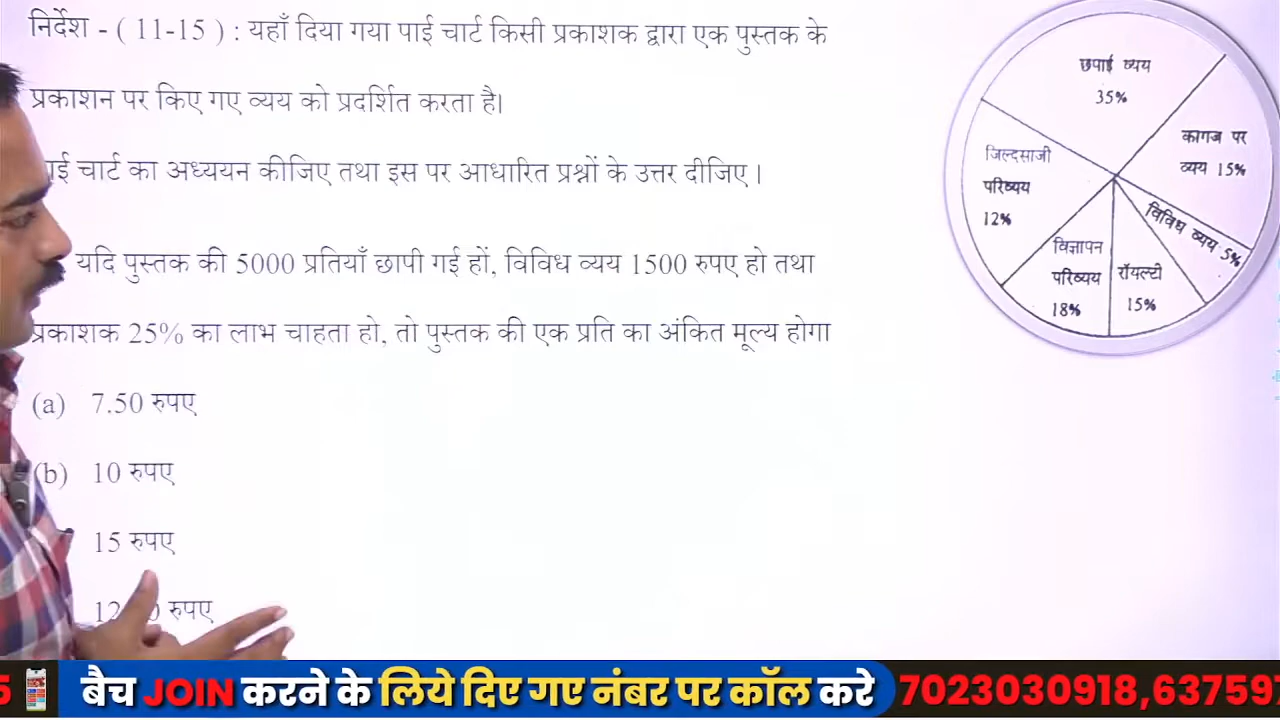 निर्देश - ( 11-15 ) : यहाँ दिया गया पाई चार्ट किसी प्रकाशक द्वारा एक पुस्तक के
प्रकाशन पर किए गए व्यय को प्रदर्शित करता है।
चार्ट का अध्ययन कीजिए तथा इस पर आधारित प्रश्नों के उत्तर दीजिए ।
यदि पुस्तक की 5000 प्रतियाँ छापी गई हों, विविध व्यय 1500 रुपए हो तथा
प्रकाशक 25% का लाभ चाहता हो, तो पुस्तक की एक प्रति का अंकित मूल्य होगा
(a) 7.50 रुपए
(b) 10 रुपए
15 रुपए
रुपए
छपाई व्यय
35%
कागज पर
व्यय 15%
विविध व्यय 5%
रॉयल्टी
15%
विज्ञापन
परिव्यय
18%
जिल्दसाजी
परिव्यय
12%
बैच JOIN करने के लिये दिए गए नंबर पर कॉल करे
7023030918,63759